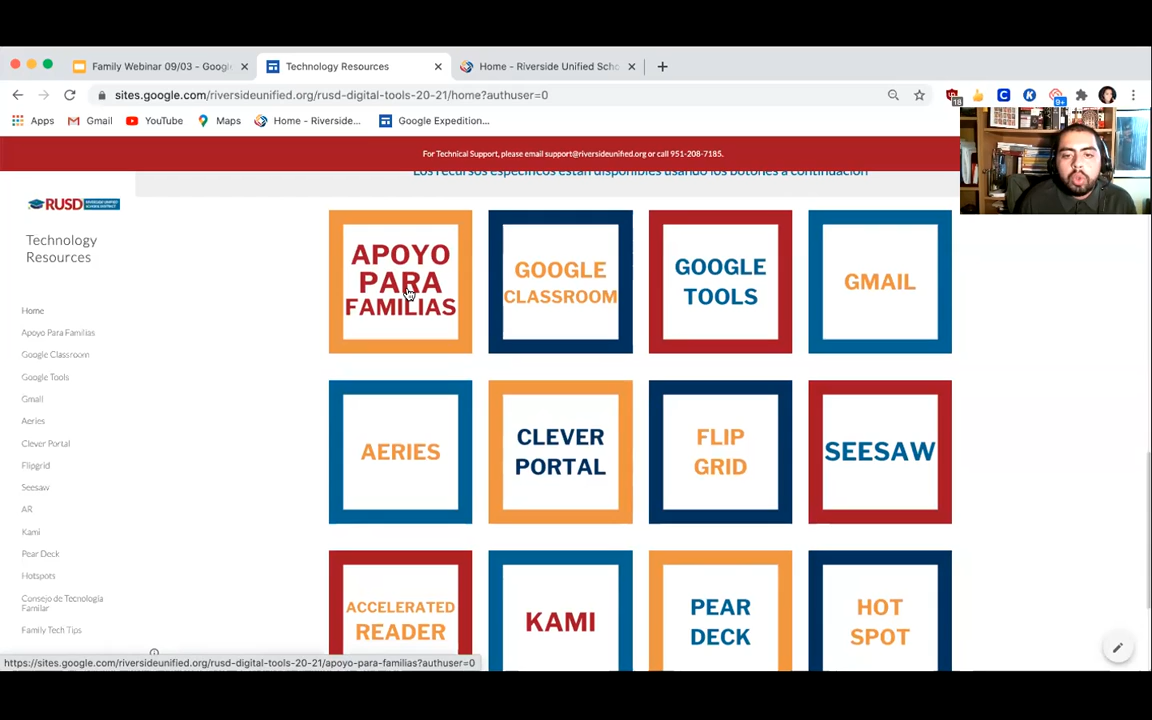 Family Webinar 09/03 - Goog
Technology Resources
Home - Riverside Unified Scho
sites.google.com/riversideunified.org/rusd-digital-tools-20-21/home?authuser=0
18
9+
Apps
Gmail
YouTube
Maps
Home - Riverside...
Google Expedition...
For Technical Support, please email support@riversideunified.org or call 951-208-7185.
Los recursos específicos están disponibles usando los botones a continuación
RUSD
Technology
Resources
Home
Apoyo Para Familias
Google Classroom
Google Tools
Gmail
Aeries
Clever Portal
Flipgrid
Seesaw
AR
Kami
Pear Deck
Hotspots
Consejo de Tecnología
Familar
Family Tech Tips
APOYO
PARA
FAMILIAS
GOOGLE
CLASSROOM
GOOGLE
TOOLS
GMAIL
AERIES
CLEVER
PORTAL
FLIP
GRID
SEESAW
ACCELERATED
READER
KAMI
PEAR
DECK
HOT
SPOT
https://sites.google.com/riversideunified.org/rusd-digital-tools-20-21/apoyo-para-familias?authuser=0